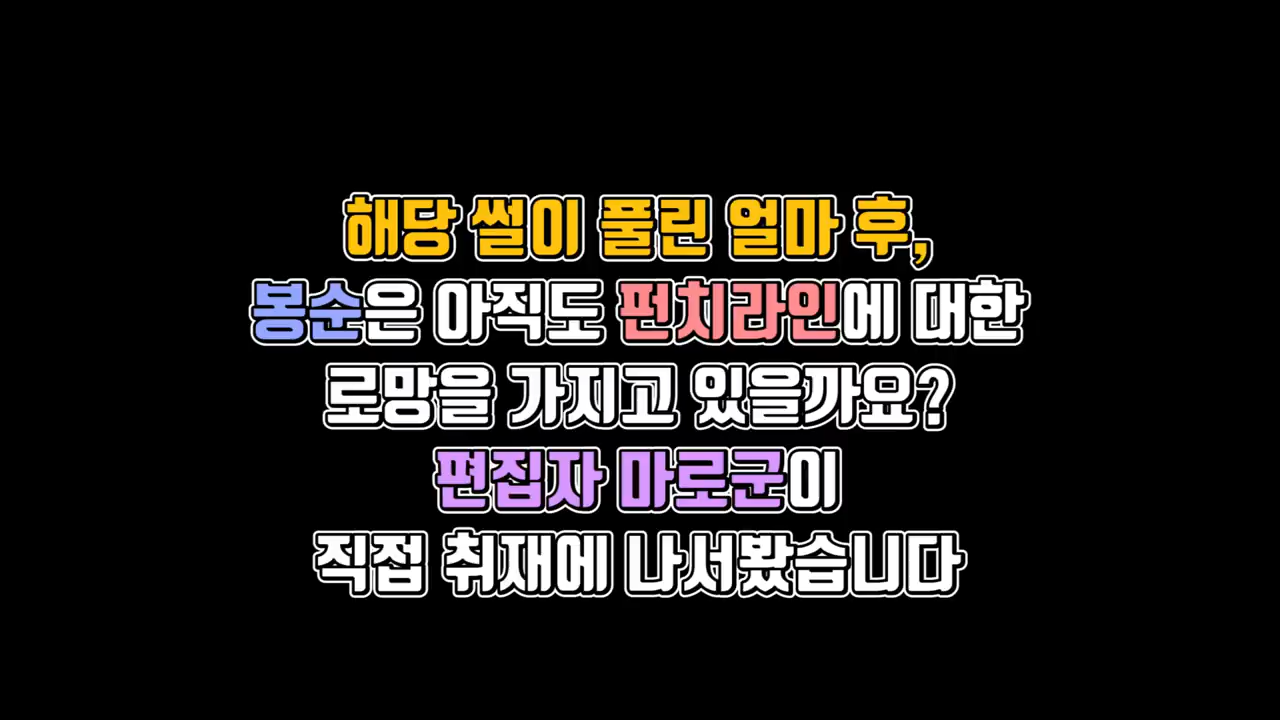 해당 썰이 풀린 얼마 후,
봉순은 아직도 펀치라인에 대한
로망을 가지고 있을까요?
편집자 마로군이
직접 취재에 나서봤습니다